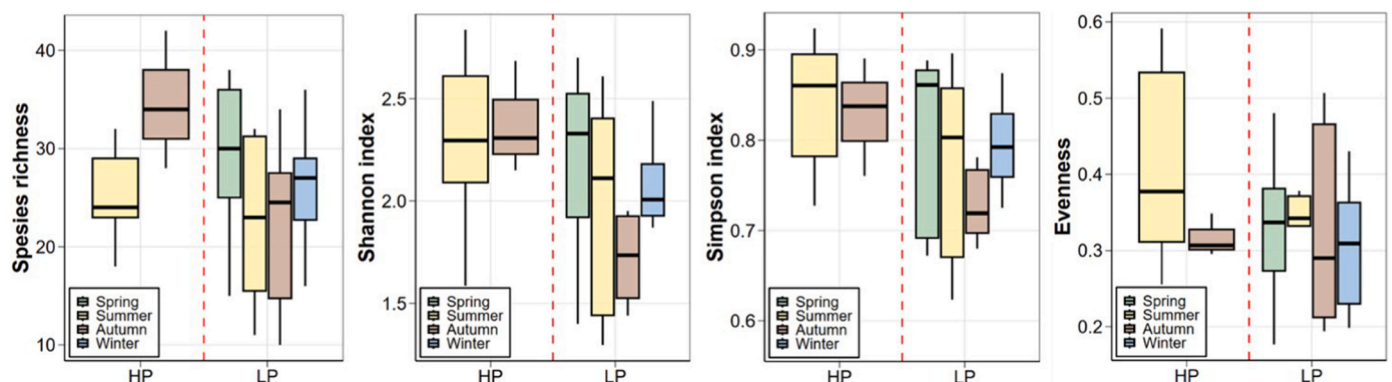 Spesies richness
40
30
20
10
Spring
Summer
Autumn
Winter
HP
LP
Shannon index
2.5
2.0
1.5
Spring
Summer
Autumn
Winter
HP
LP
Simpson index
0.9
0.8
0.7
0.6
Spring
Summer
Autumn
Winter
HP
LP
Evenness
0.6
0.5
0.4
0.3
0.2
Spring
Summer
Autumn
Winter
HP
LP